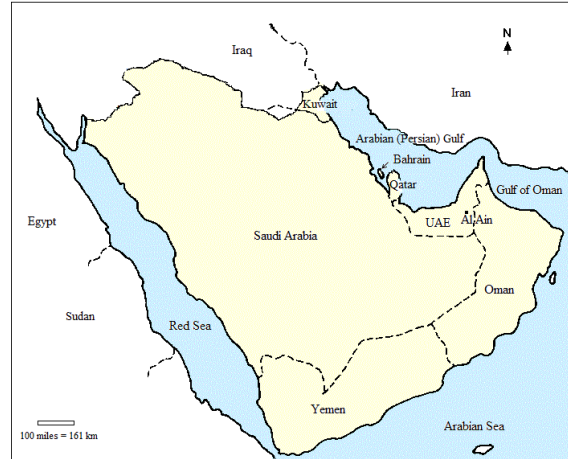 N
Iraq
Iran
Kuwait
Arabian (Persian) Gulf
Bahrain
Qatar
Gulf of Oman
Egypt
UAE
Al Ain
Saudi Arabia
Oman
Sudan
Red Sea
Yemen
Arabian Sea
100 miles = 161 km